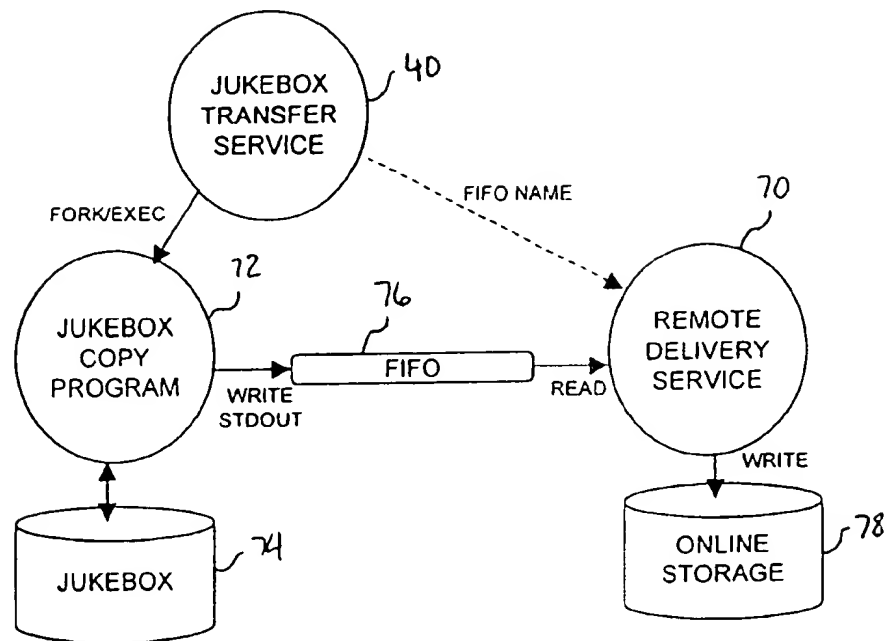 JUKEBOX
TRANSFER
SERVICE
40
FORK/EXEC
FIFO NAME
70
72
76
JUKEBOX
COPY
PROGRAM
WRITE
STDOUT
FIFO
READ
REMOTE
DELIVERY
SERVICE
WRITE
JUKEBOX
74
ONLINE
STORAGE
78